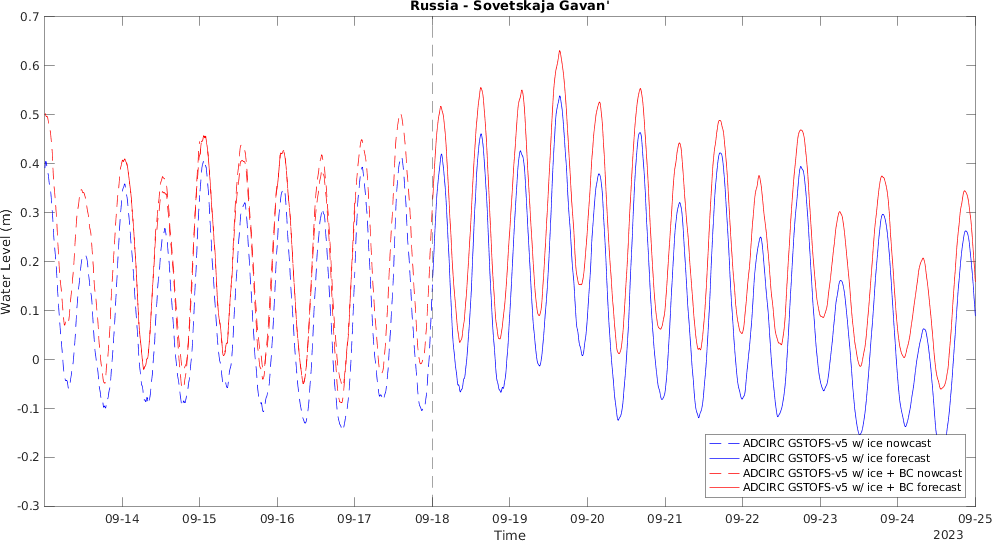 Russia - Sovetskaja Gavan'
0.7
0.6
0.5
0.4
0.3
0.2
0.1
0
-0.1
-0.2
-0.3
Water Level (m)
ADCIRC GSTOFS-v5 w/ ice nowcast
ADCIRC GSTOFS-v5 w/ ice forecast
ADCIRC GSTOFS-v5 w/ ice + BC nowcast
ADCIRC GSTOFS-v5 w/ ice + BC forecast
09-14 09-15 09-16 09-17 09-18 09-19 09-20 09-21 09-22 09-23 09-24 09-25
Time
2023